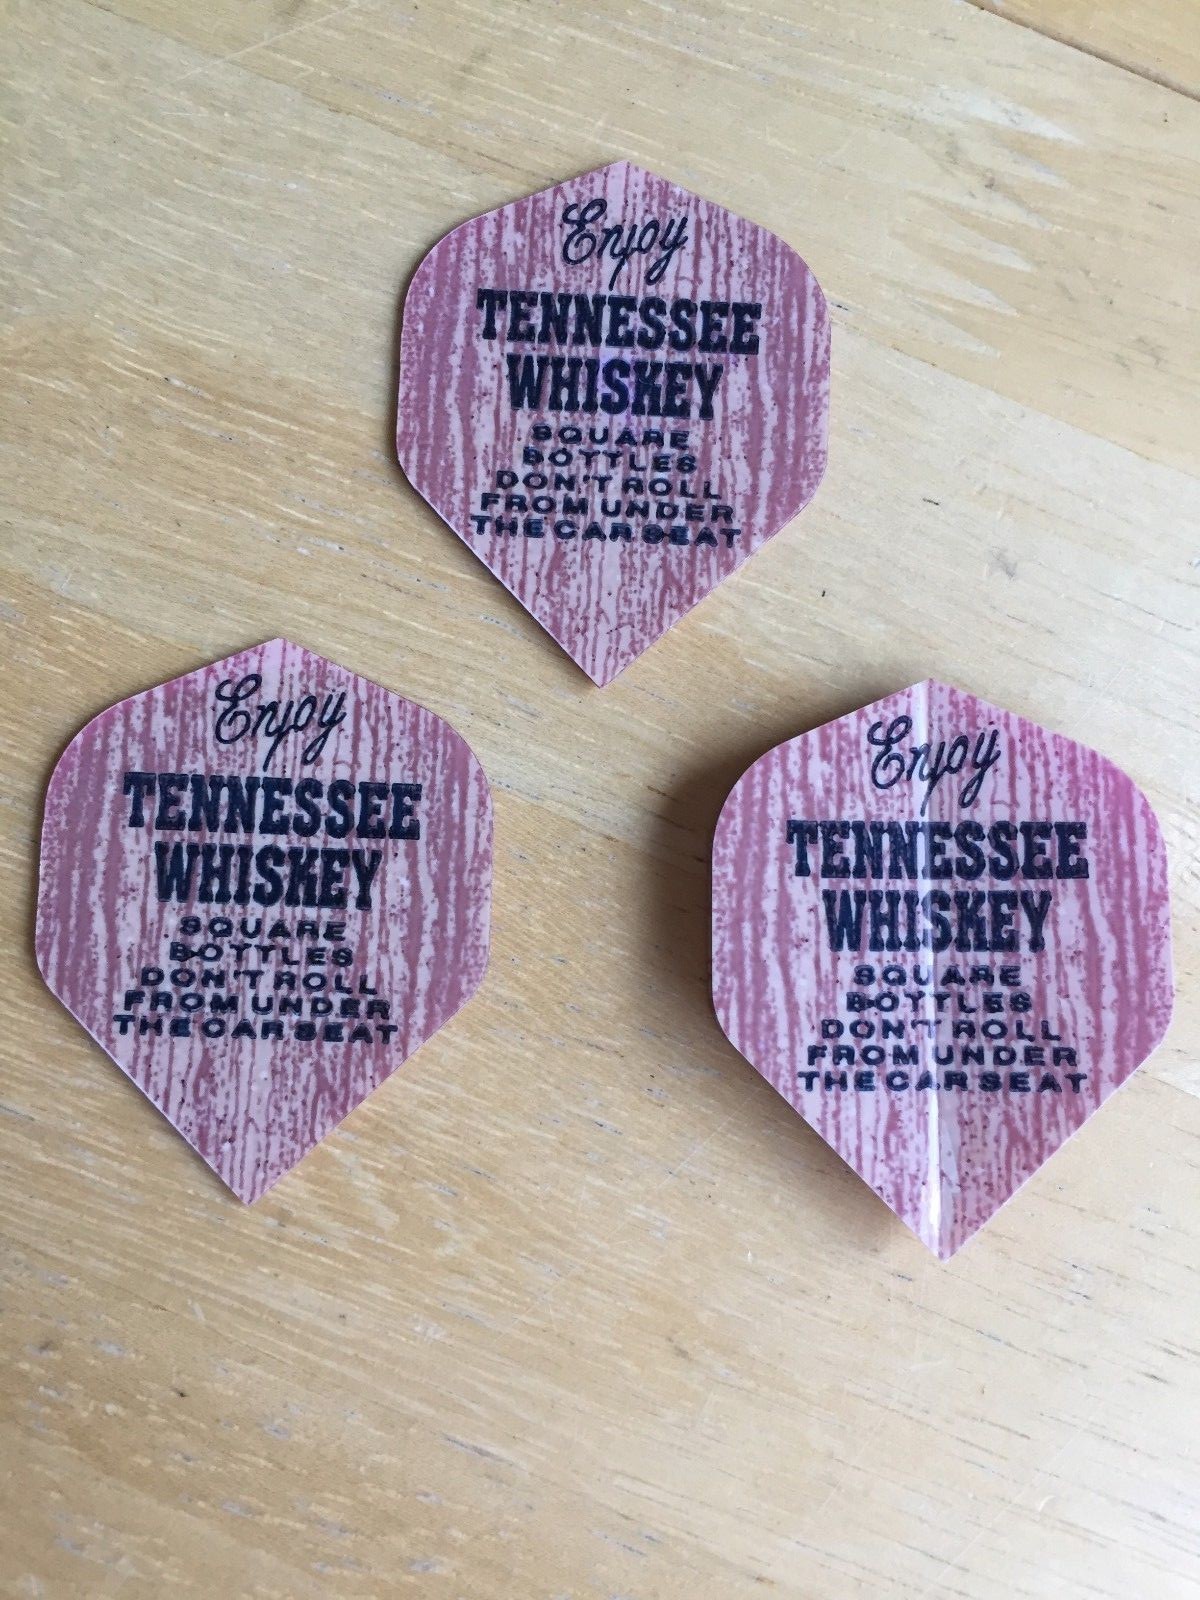 Enjoy
TENNESSEE
WHISKEY
SQUARE
BOTTLES
DON'T ROLL
FROM UNDER
THE CAR SEAT
Enjoy
TENNESSEE
WHISKEY
SQUARE
BOTTLES
DON'T ROLL
FROM UNDER
THE CAR SEAT
Enjoy
TENNESSEE
WHISKEY
SQUARE
BOTTLES
DON'T ROLL
FROM UNDER
THE CAR SEAT